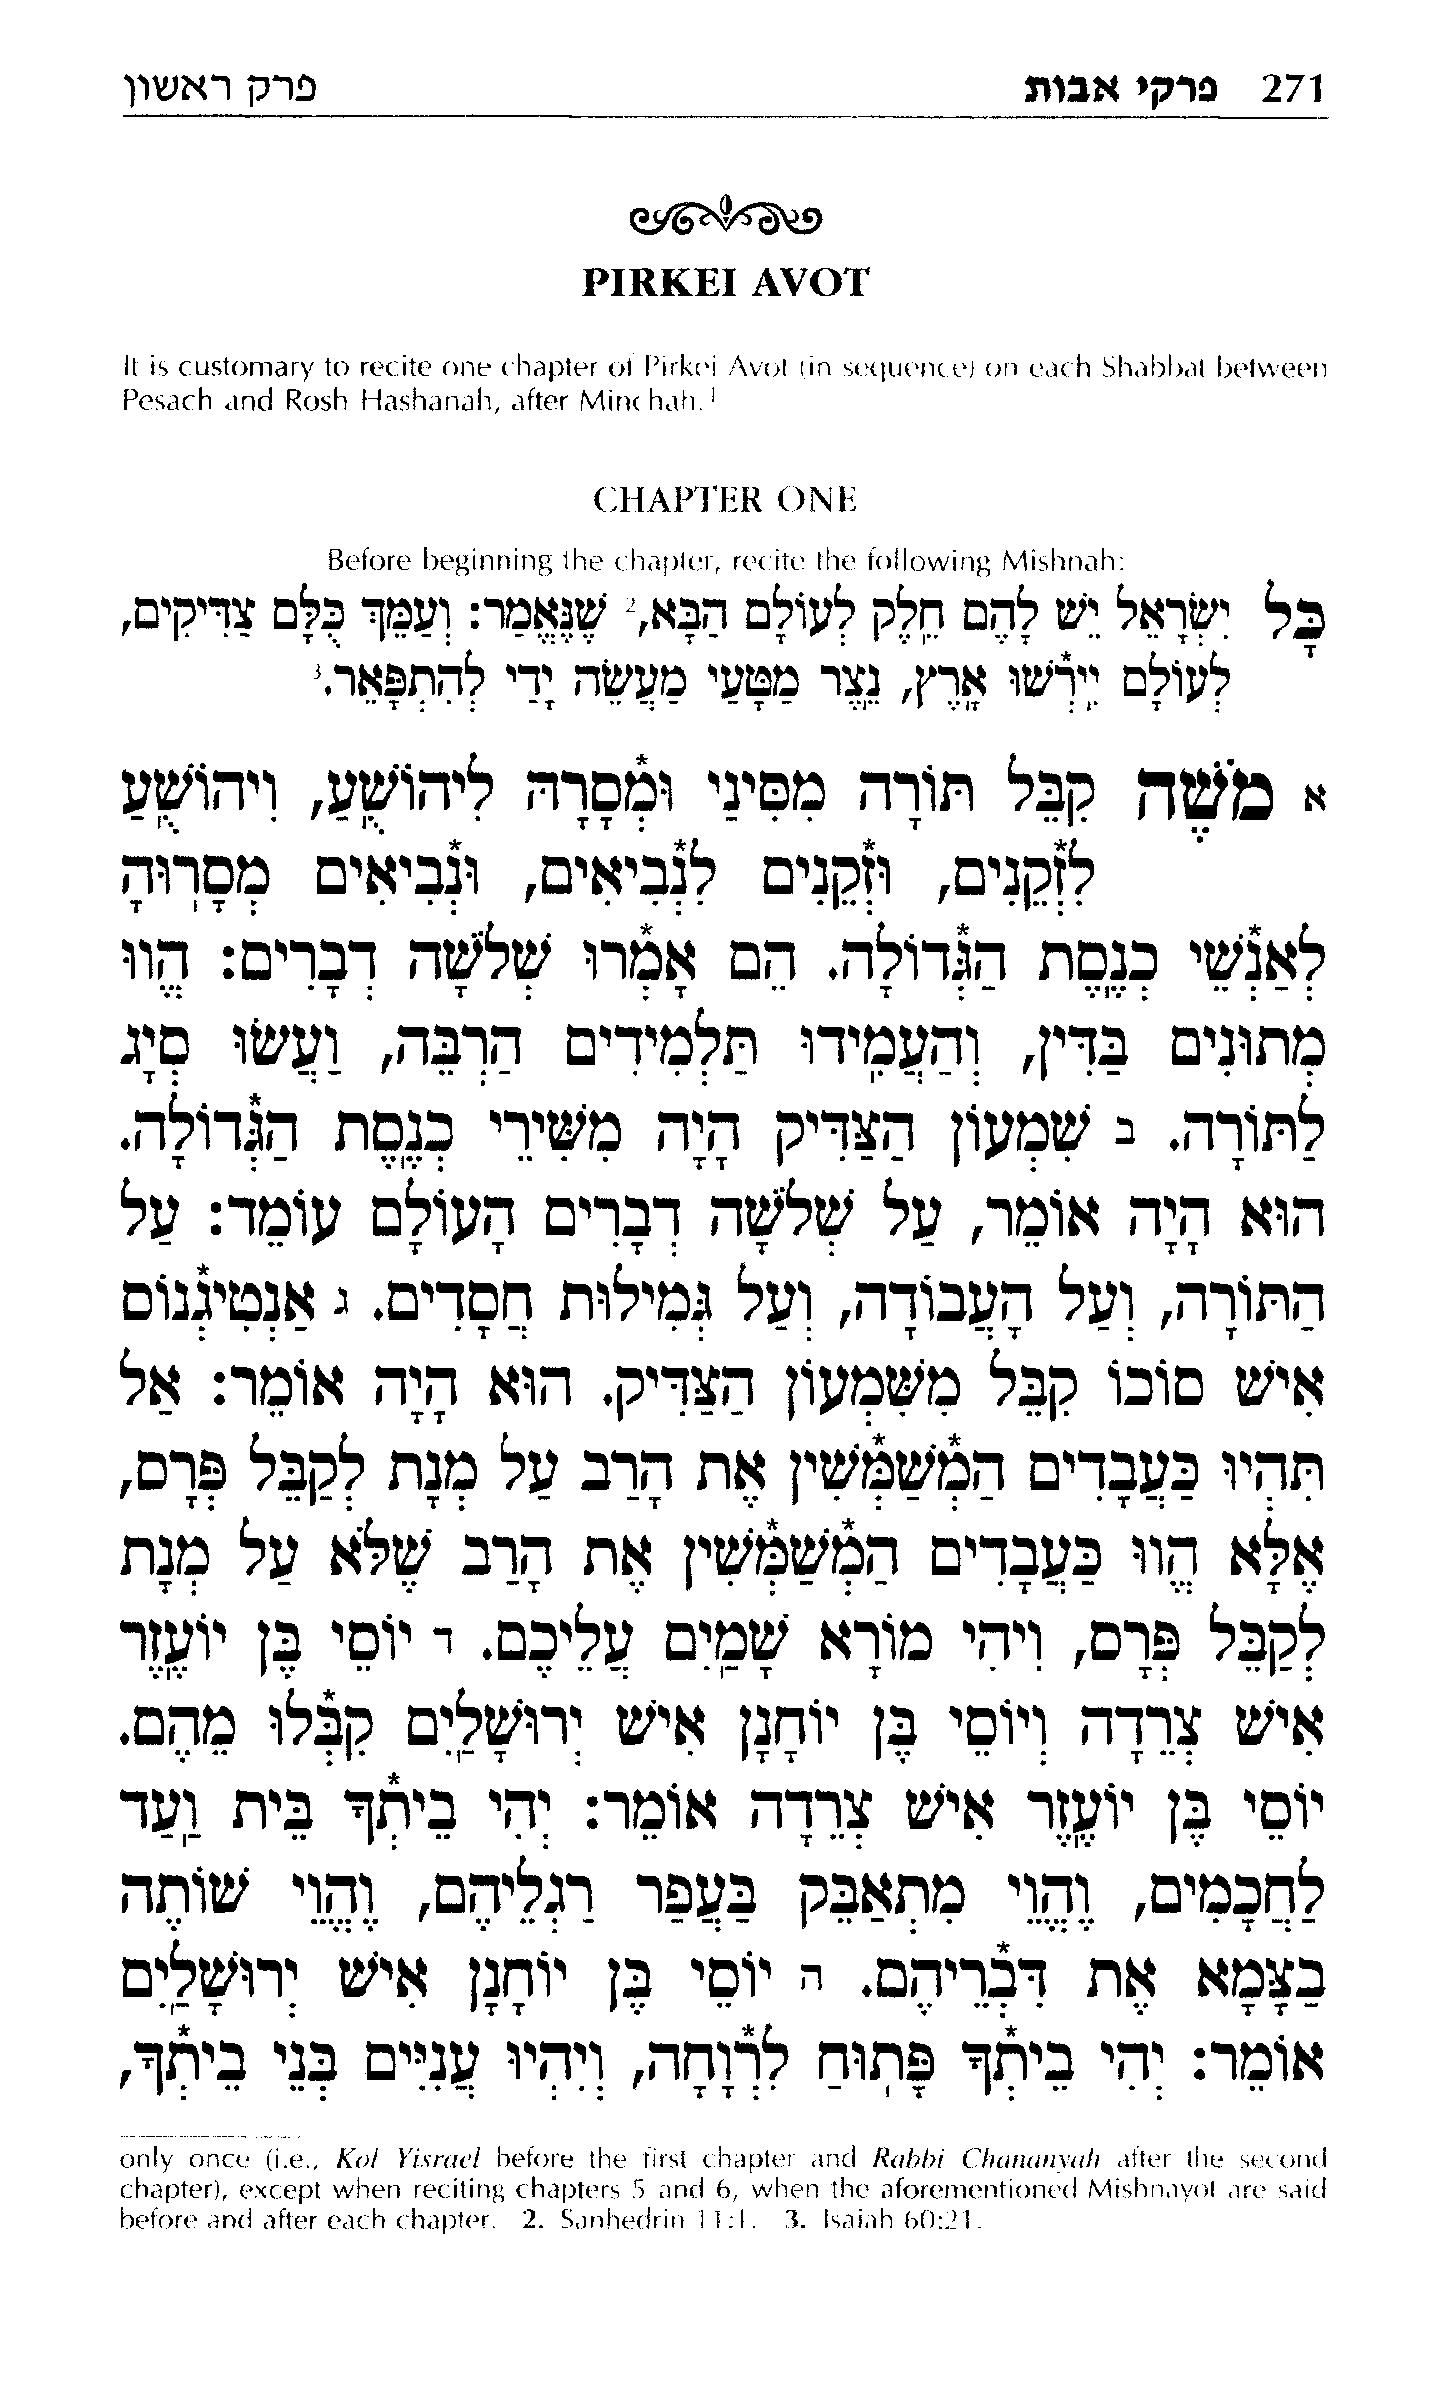 271 פרקי אבות פרק ראשון
PIRKEI AVOT
It is customary to recite one chapter of Pirkei Avot (in sequence) on each Shabbat between
Pesach and Rosh Hashanah, after Minchah.¹
CHAPTER ONE
Before beginning the chapter, recite the following Mishnah:
כָּל יִשְׂרָאֵל יֵשׁ לָהֶם חֵלֶק לְעוֹלָם הַבָּא,² שֶׁנֶּאֱמַר: וְעַמֵּךְ כֻּלָּם צַדִּיקִים,
לְעוֹלָם יִירְ*שׁוּ אָרֶץ, נֵצֶר מַטָּעַי מַעֲשֵׂה יָדַי לְהִתְפָּאֵר.³
א מֹשֶׁה קִבֵּל תּוֹרָה מִסִּינַי וּמְ*סָרָהּ לִיהוֹשֻׁעַ, וִיהוֹשֻׁעַ
לִזְ*קֵנִים, וּזְ*קֵנִים לִנְ*בִיאִים, וּנְ*בִיאִים מְסָרוּהָ
לְאַנְ*שֵׁי כְנֶסֶת הַגְּ*דוֹלָה. הֵם אָמְ*רוּ שְׁלֹשָׁה דְבָרִים: הֱווּ
מְתוּנִים בַּדִּין, וְהַעֲמִידוּ תַּלְמִידִים הַרְבֵּה, וַעֲשׂוּ סְיָג
לַתּוֹרָה. ב שִׁמְעוֹן הַצַּדִּיק הָיָה מִשְּׁיָרֵי כְנֶסֶת הַגְּ*דוֹלָה.
הוּא הָיָה אוֹמֵר, עַל שְׁלֹשָׁה דְבָרִים הָעוֹלָם עוֹמֵד: עַל
הַתּוֹרָה, וְעַל הָעֲבוֹדָה, וְעַל גְּמִילוּת חֲסָדִים. ג אַנְטִיגְ*נוֹס
אִישׁ סוֹכוֹ קִבֵּל מִשִּׁמְעוֹן הַצַּדִּיק. הוּא הָיָה אוֹמֵר: אַל
תִּהְיוּ כַּעֲבָדִים הַמְ*שַׁמְּ*שִׁין אֶת הָרַב עַל מְנָת לְקַבֵּל פְּרָס,
אֶלָּא הֱווּ כַּעֲבָדִים הַמְ*שַׁמְּ*שִׁין אֶת הָרַב שֶׁלֹּא עַל מְנָת
לְקַבֵּל פְּרָס, וִיהִי מוֹרָא שָׁמַיִם עֲלֵיכֶם. ד יוֹסֵי בֶּן יוֹעֶזֶר
אִישׁ צְרֵדָה וְיוֹסֵי בֶּן יוֹחָנָן אִישׁ יְרוּשָׁלַיִם קִבְּ*לוּ מֵהֶם.
יוֹסֵי בֶּן יוֹעֶזֶר אִישׁ צְרֵדָה אוֹמֵר: יְהִי בֵיתְ*ךָ בֵּית וַעַד
לַחֲכָמִים, וֶהֱוֵי מִתְאַבֵּק בַּעֲפַר רַגְלֵיהֶם, וֶהֱוֵי שׁוֹתֶה
בַצָּמָא אֶת דִּבְ*רֵיהֶם. ה יוֹסֵי בֶּן יוֹחָנָן אִישׁ יְרוּשָׁלַיִם
אוֹמֵר: יְהִי בֵיתְ*ךָ פָּתוּחַ לִרְ*וָחָה, וְיִהְיוּ עֲנִיִּים בְּנֵי בֵיתְ*ךָ,
only once (i.e., Kol Yisrael before the first chapter and Rabbi Chananyah after the second
chapter), except when reciting chapters 5 and 6, when the aforementioned Mishnayot are said
before and after each chapter. 2. Sanhedrin 11:1. 3. Isaiah 60:21.